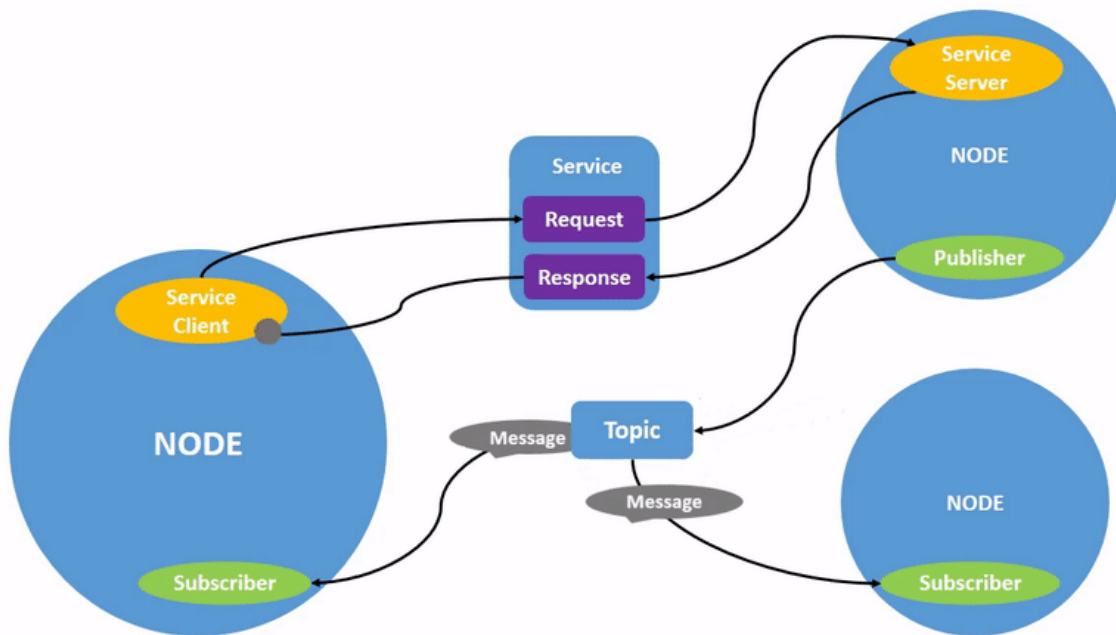 Service
Server
NODE
Service
Request
Response
Publisher
Service
Client
NODE
Message
Topic
Message
NODE
Subscriber
Subscriber